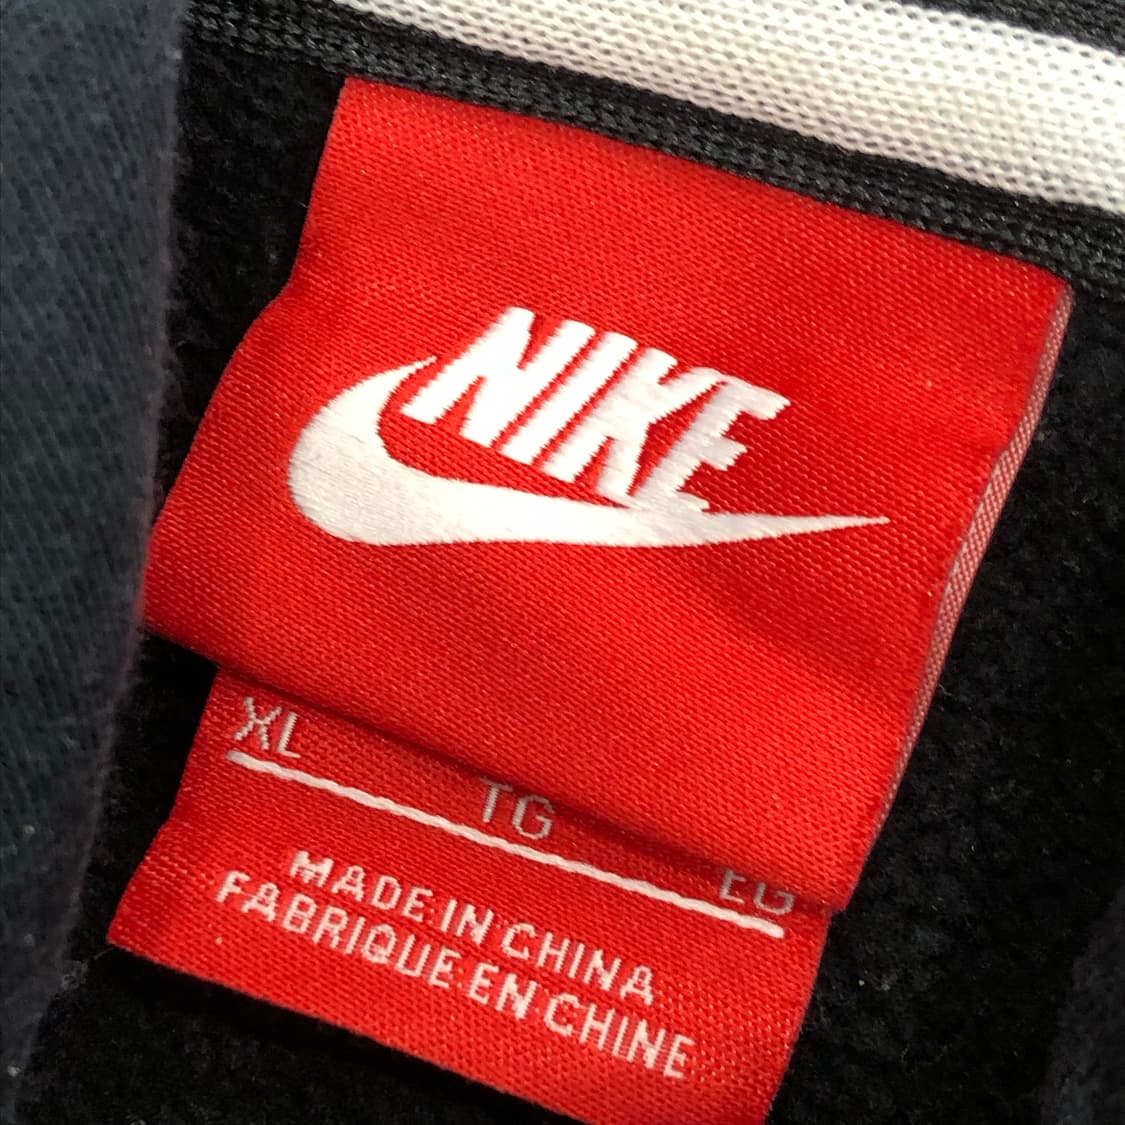 NIKE
XL TG EG
MADE IN CHINA
FABRIQUE EN CHINE